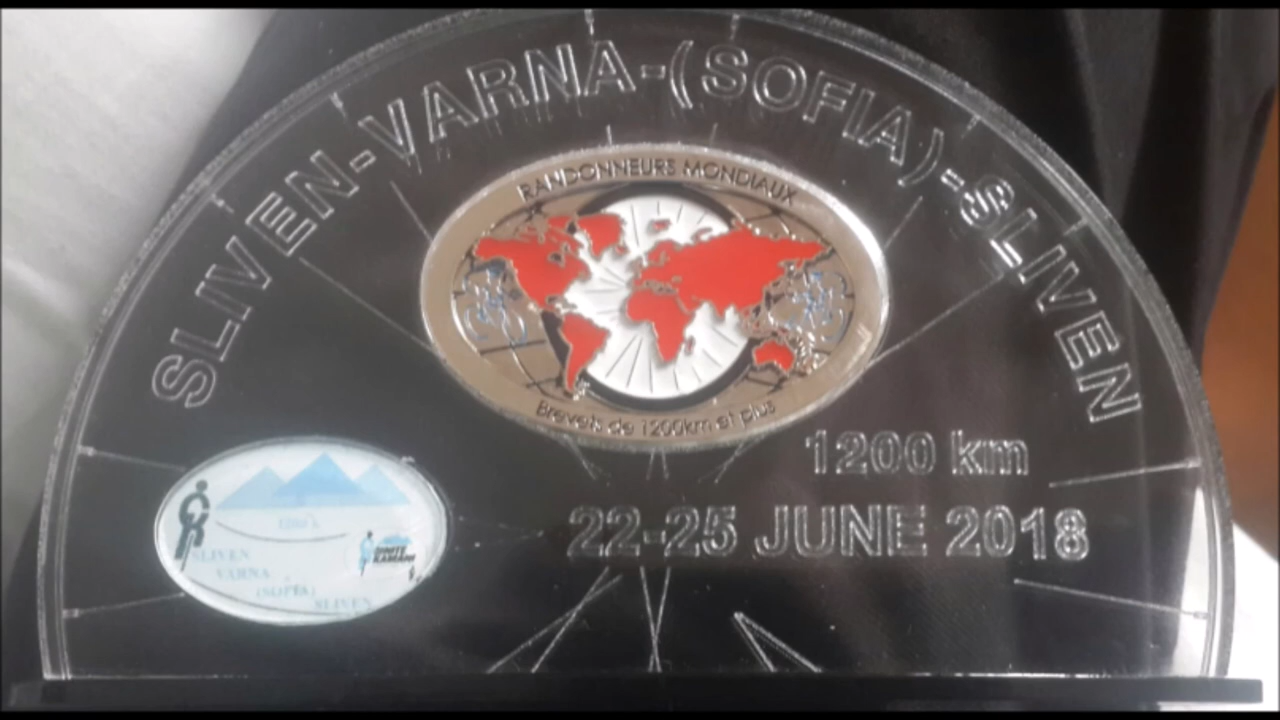 SLIVEN-VARNA-(SOFIA)-SLIVEN
RANDONNEURS MONDIAUX
Brevets de 1200km et plus
1200 km
22-25 JUNE 2018
SLIVEN
VARNA
(SOFIA)
SLIVEN